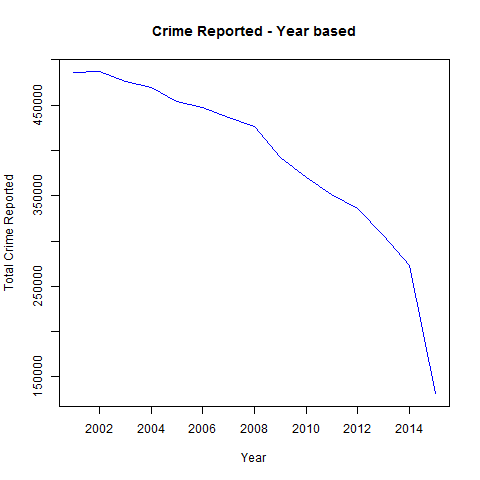 Crime Reported - Year based
Total Crime Reported
450000
350000
250000
150000
2002 2004 2006 2008 2010 2012 2014
Year